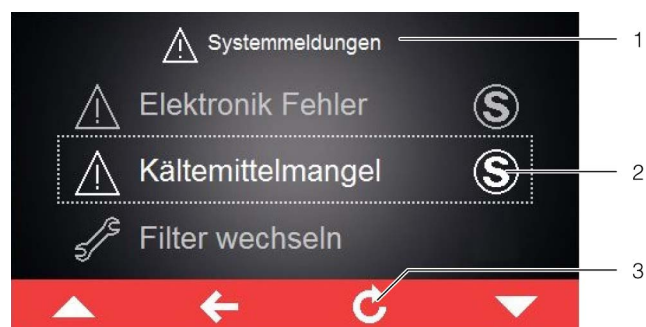 Systemmeldungen
1
Elektronik Fehler S
Kältemittelmangel S
2
Filter wechseln
3